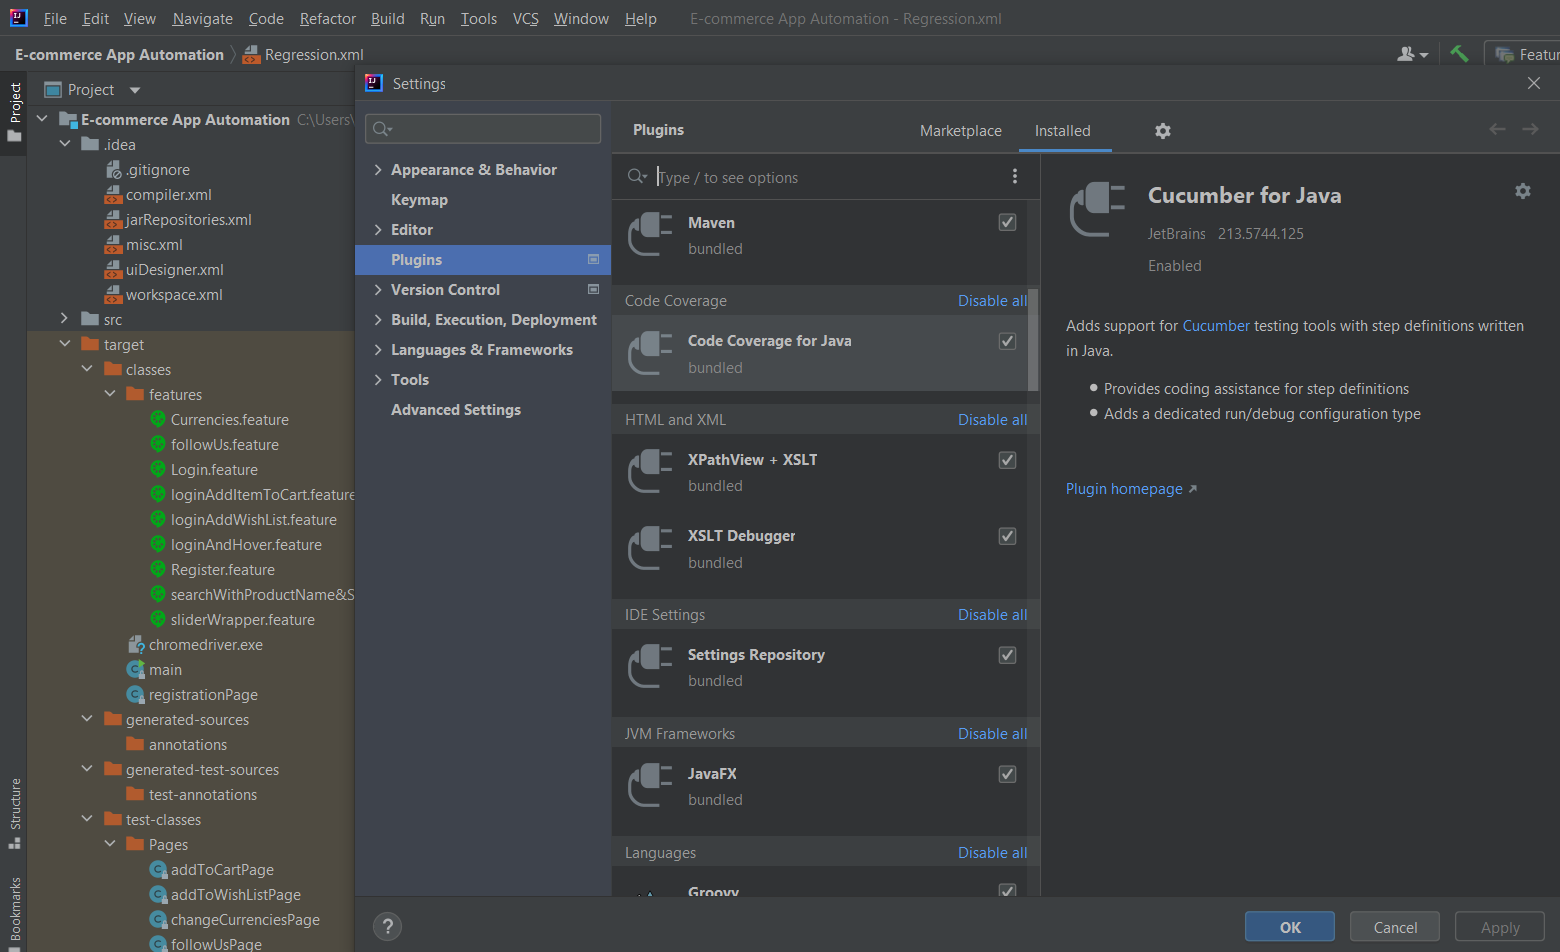 File Edit View Navigate Code Refactor Build Run Tools VCS Window Help E-commerce App Automation - Regression.xml
E-commerce App Automation Regression.xml
Featur
Project
Structure
Bookmarks
Project
E-commerce App Automation C:\Users\
.idea
.gitignore
compiler.xml
jarRepositories.xml
misc.xml
uiDesigner.xml
workspace.xml
src
target
classes
features
Currencies.feature
followUs.feature
Login.feature
loginAddItemToCart.feature
loginAddWishList.feature
loginAndHover.feature
Register.feature
searchWithProductName&S
sliderWrapper.feature
chromedriver.exe
main
registrationPage
generated-sources
annotations
generated-test-sources
test-annotations
test-classes
Pages
addToCartPage
addToWishListPage
changeCurrenciesPage
followUsPage
Settings
Appearance & Behavior
Keymap
Editor
Plugins
Version Control
Build, Execution, Deployment
Languages & Frameworks
Tools
Advanced Settings
Plugins Marketplace Installed
Type / to see options
Maven
bundled
Code Coverage Disable all
Code Coverage for Java
bundled
HTML and XML Disable all
XPathView + XSLT
bundled
XSLT Debugger
bundled
IDE Settings Disable all
Settings Repository
bundled
JVM Frameworks Disable all
JavaFX
bundled
Languages Disable all
Groovy
Cucumber for Java
JetBrains 213.5744.125
Enabled
Adds support for Cucumber testing tools with step definitions written
in Java.
Provides coding assistance for step definitions
Adds a dedicated run/debug configuration type
Plugin homepage
?
OK Cancel Apply